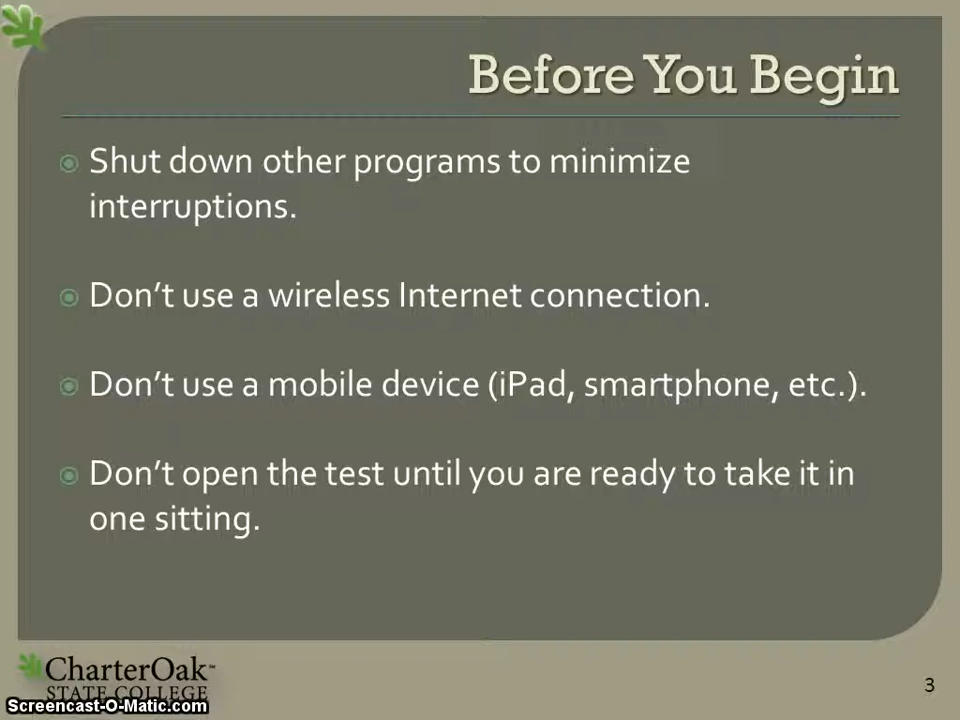 Before You Begin
Shut down other programs to minimize
interruptions.
Don't use a wireless Internet connection.
Don't use a mobile device (iPad, smartphone, etc.).
Don't open the test until you are ready to take it in
one sitting.
CharterOak™
STATE COLLEGE
Screencast-O-Matic.com
3